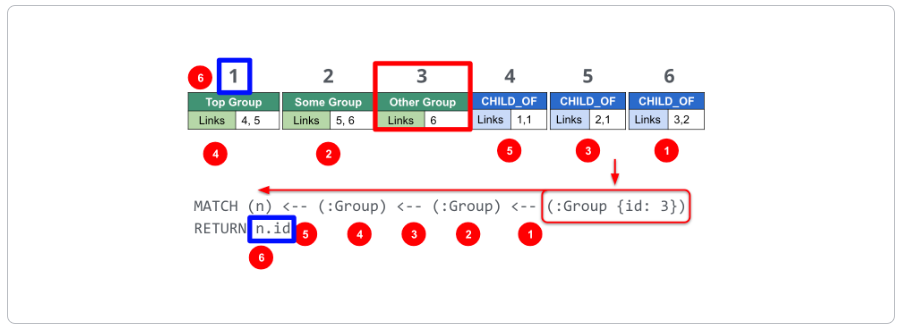 6 1 2 3 4 5 6
Top Group Some Group Other Group CHILD_OF CHILD_OF CHILD_OF
Links 4, 5 Links 5, 6 Links 6 Links 1,1 Links 2,1 Links 3,2
4 2 5 3 1
MATCH (n) <-- (:Group) <-- (:Group) <-- (:Group {id: 3})
RETURN n.id 5 4 3 2 1
6